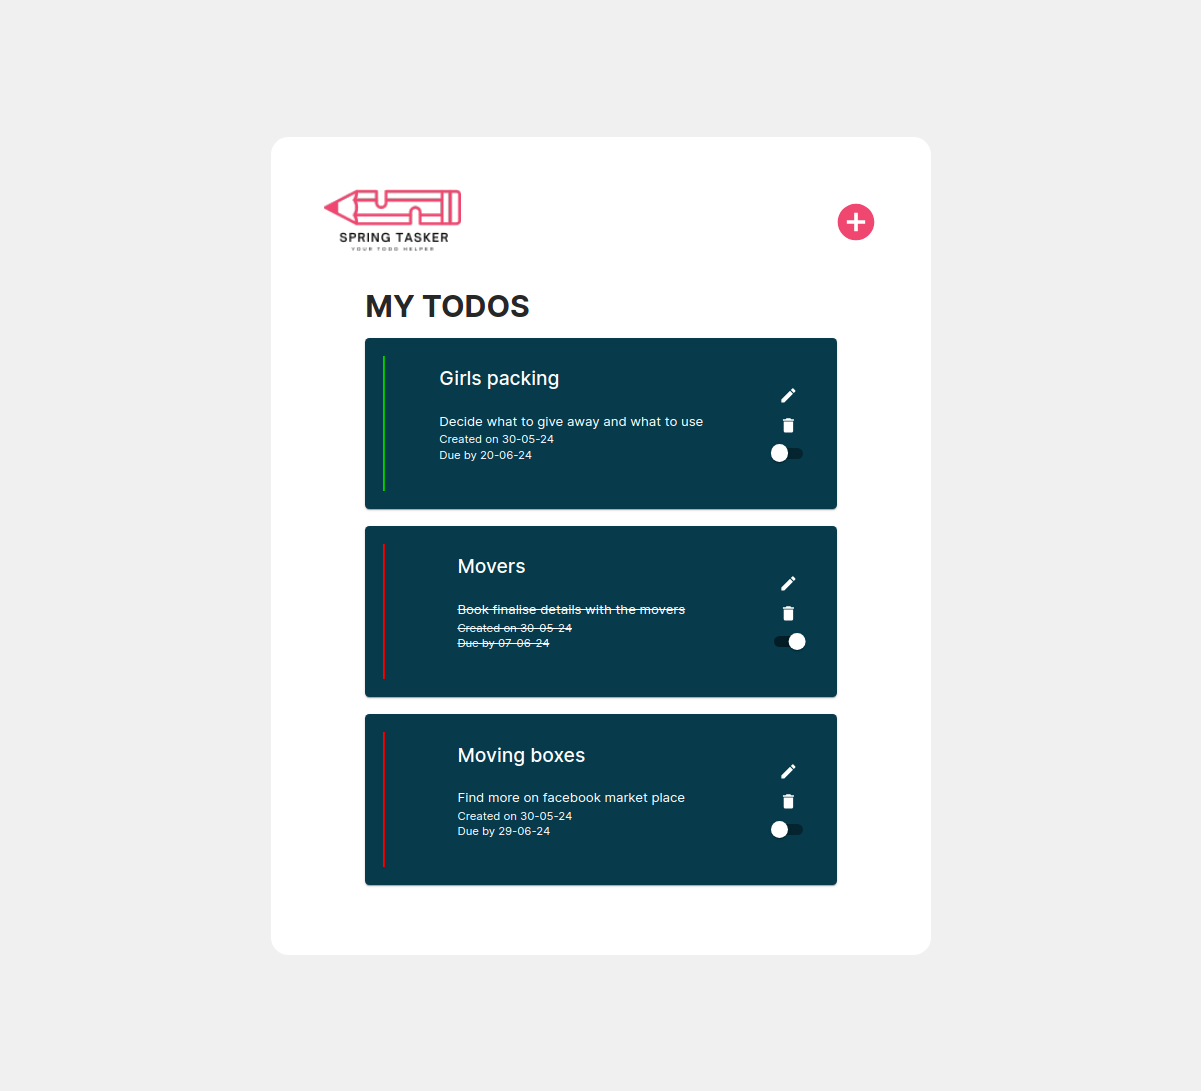 SPRING TASKER
YOUR TODO HELPER
MY TODOS
Girls packing
Decide what to give away and what to use
Created on 30-05-24
Due by 20-06-24
Movers
Book finalise details with the movers
Created on 30-05-24
Due by 07-06-24
Moving boxes
Find more on facebook market place
Created on 30-05-24
Due by 29-06-24